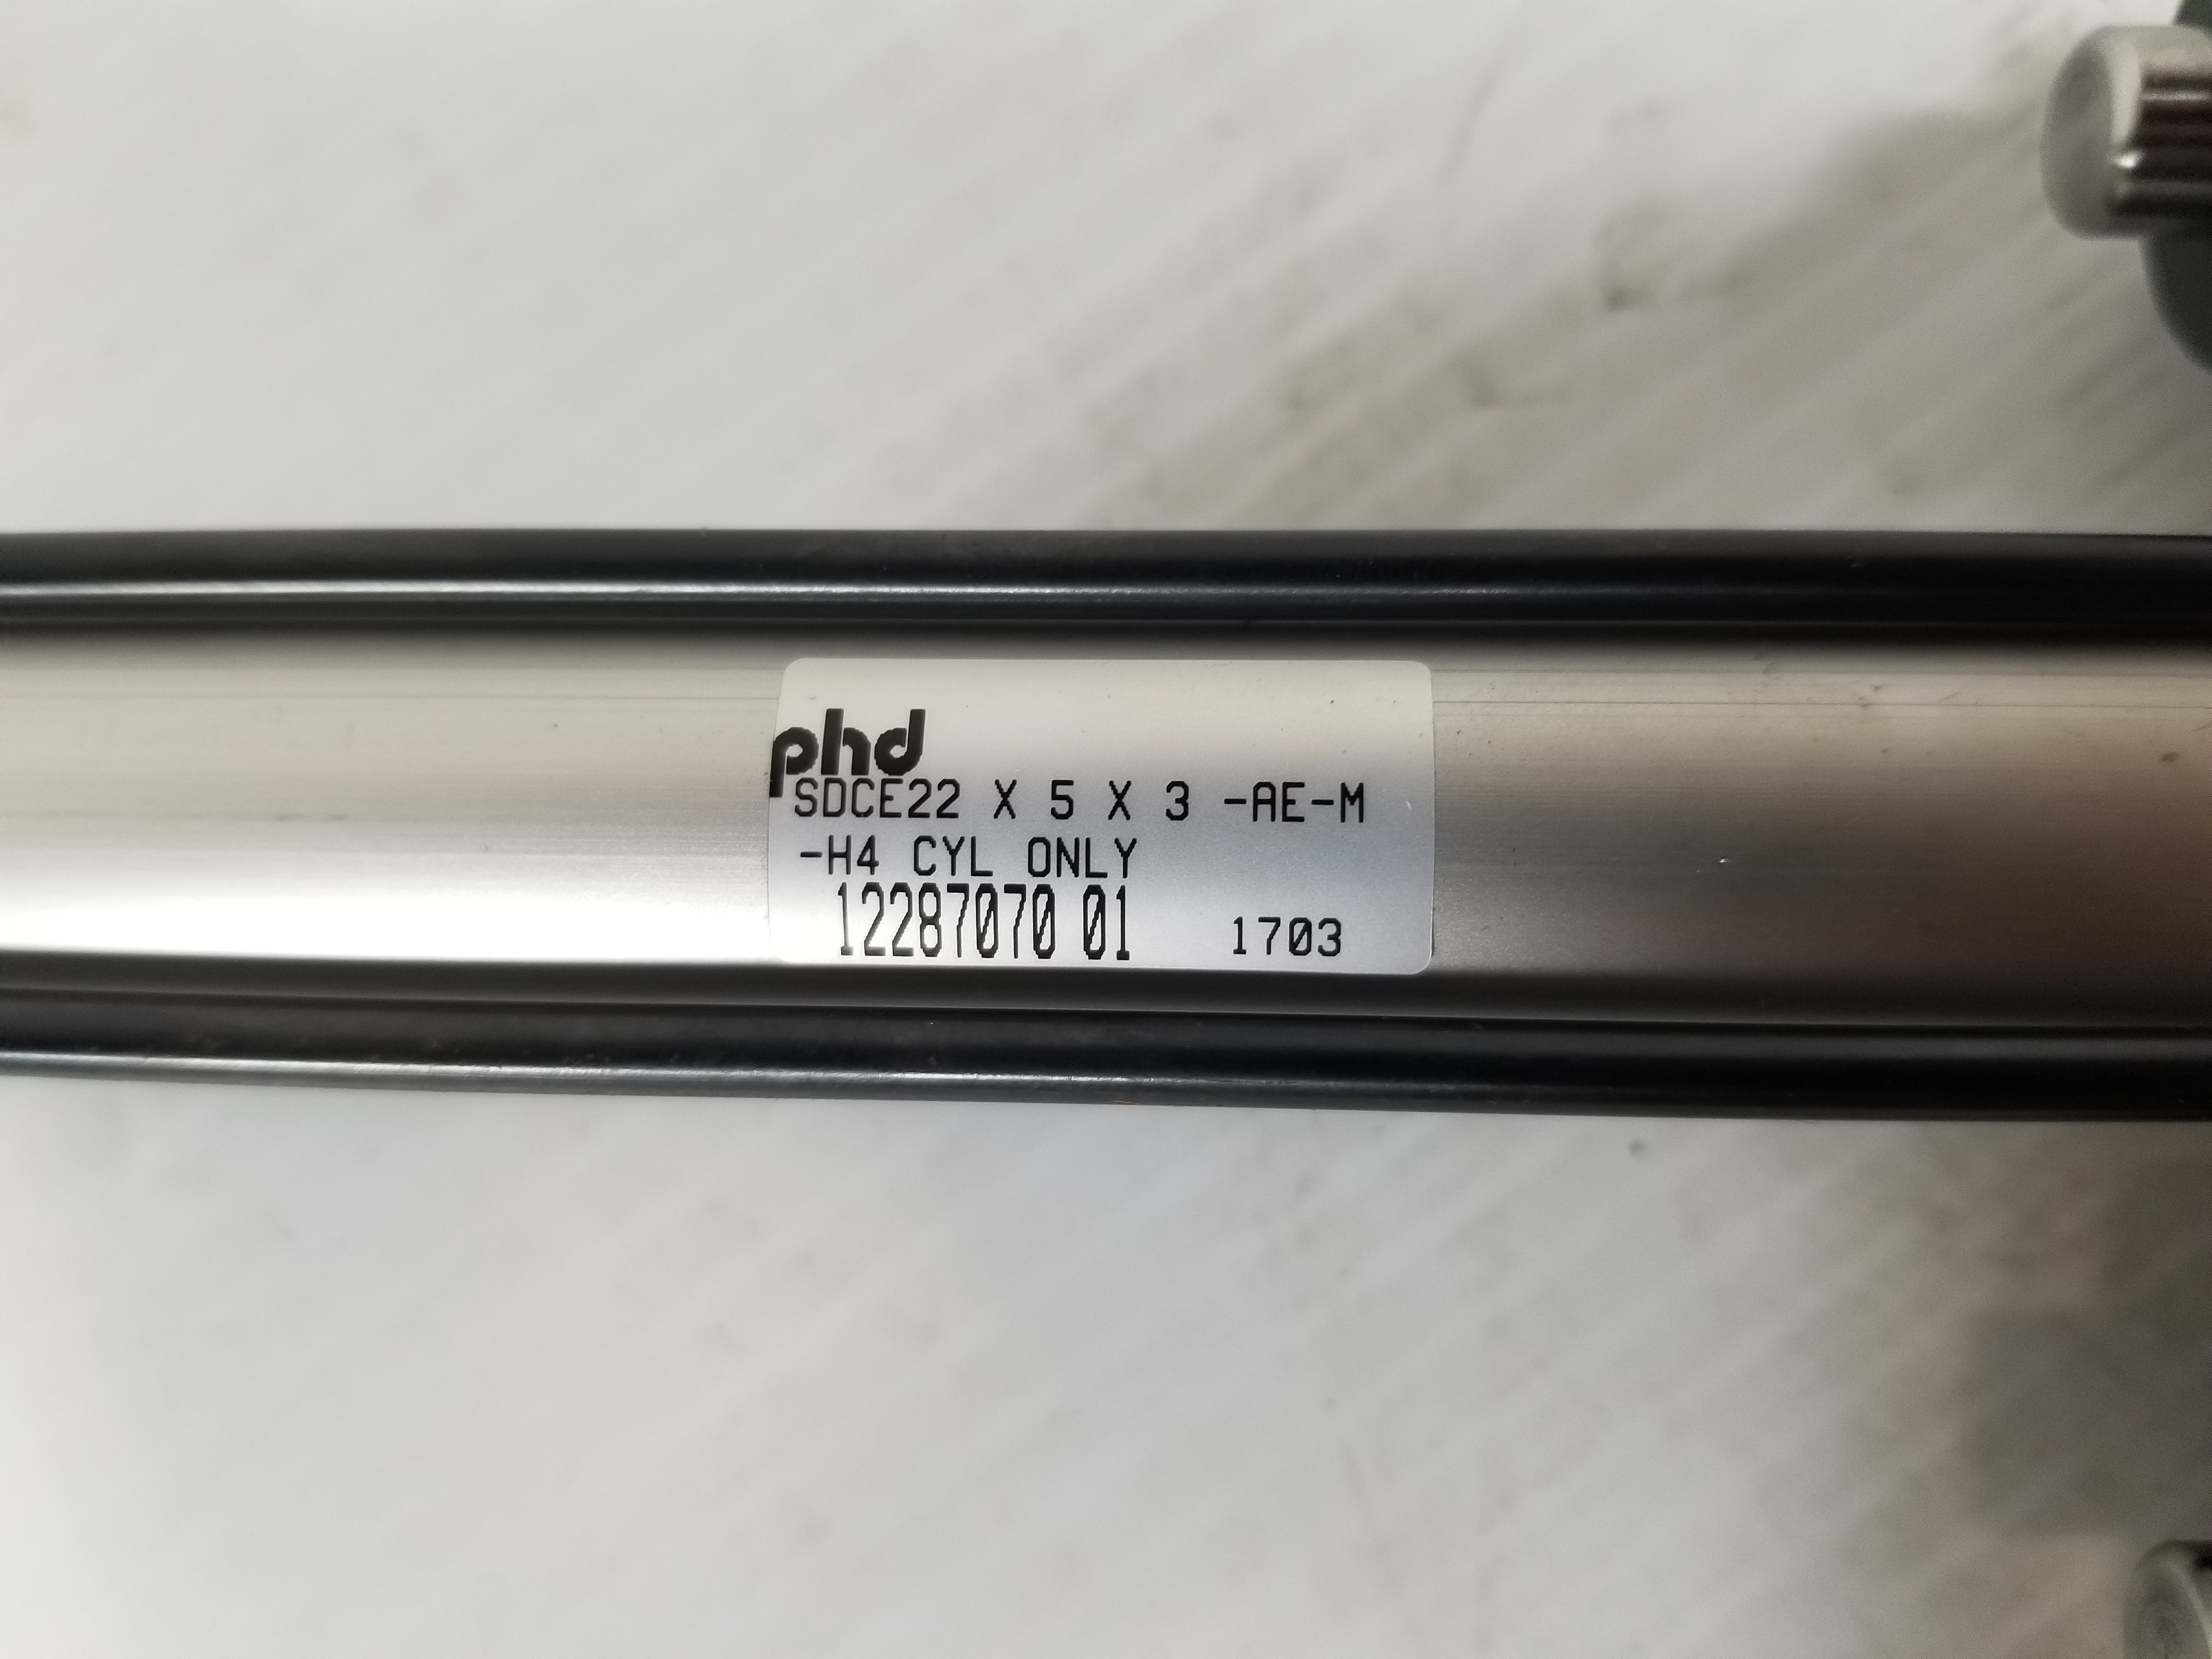 phd
SDCE22 X 5 X 3 -AE-M
-H4 CYL ONLY
12287070 01 1703